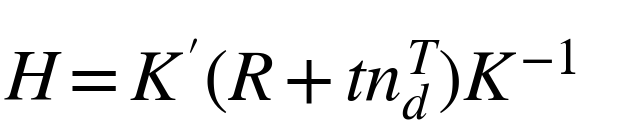 H = K′(R + tn_d^T)K^{−1}